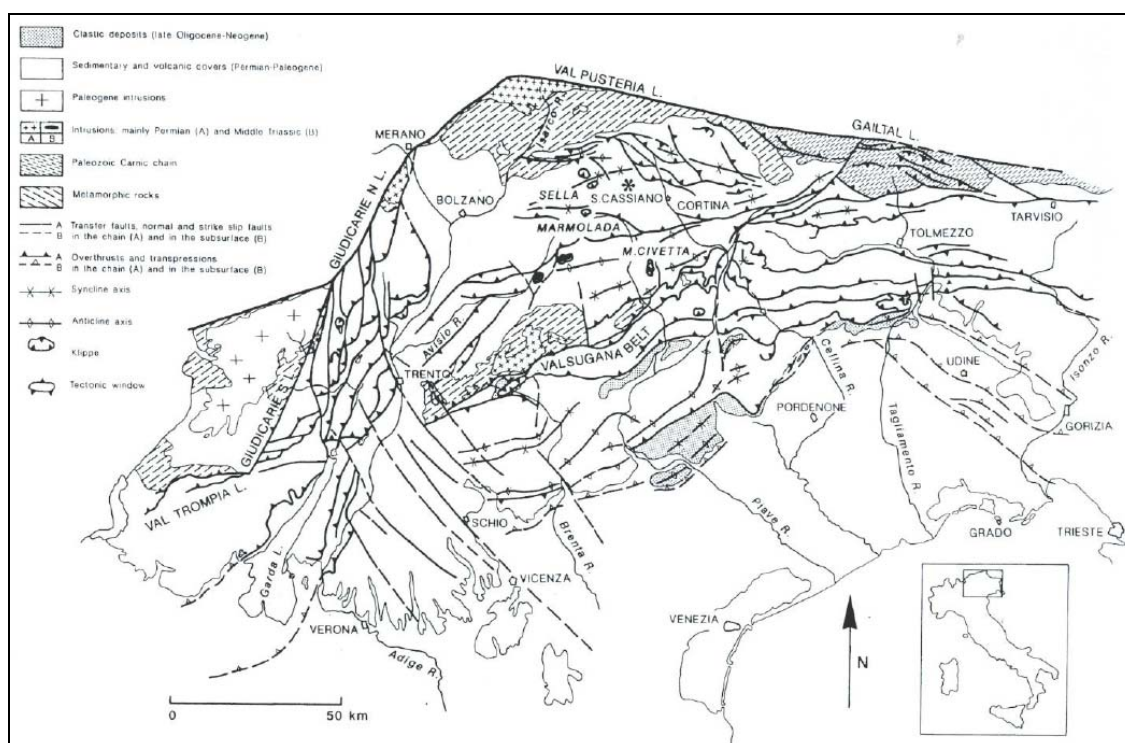 Clastic deposits (late Oligocene-Neogene)
Sedimentary and volcanic covers (Permian-Paleogene)
Paleogene intrusions
A B
Intrusions, mainly Permian (A) and Middle Triassic (B)
Paleozoic Carnic chain
Metamorphic rocks
A Transfer faults, normal and strike slip faults
B in the chain (A) and in the subsurface (B)
A Overthrusts and transpressions
B in the chain (A) and in the subsurface (B)
Syncline axis
Anticline axis
Klippe
Tectonic window
VAL PUSTERIA L.
GAILTAL L.
MERANO
Isarco R.
GIUDICARIE N L.
BOLZANO
SELLA
S.CASSIANO
CORTINA
TARVISIO
MARMOLADA
TOLMEZZO
M.CIVETTA
Avisio R.
VALSUGANA BELT
TRENTO
Cellina R.
UDINE
Isonzo R.
PORDENONE
GORIZIA
GIUDICARIE S.
Tagliamento R.
VAL TROMPIA L.
SCHIO
Brenta R.
Piave R.
GRADO
TRIESTE
Garda L.
VICENZA
VERONA
VENEZIA
Adige R.
N
0 50 km